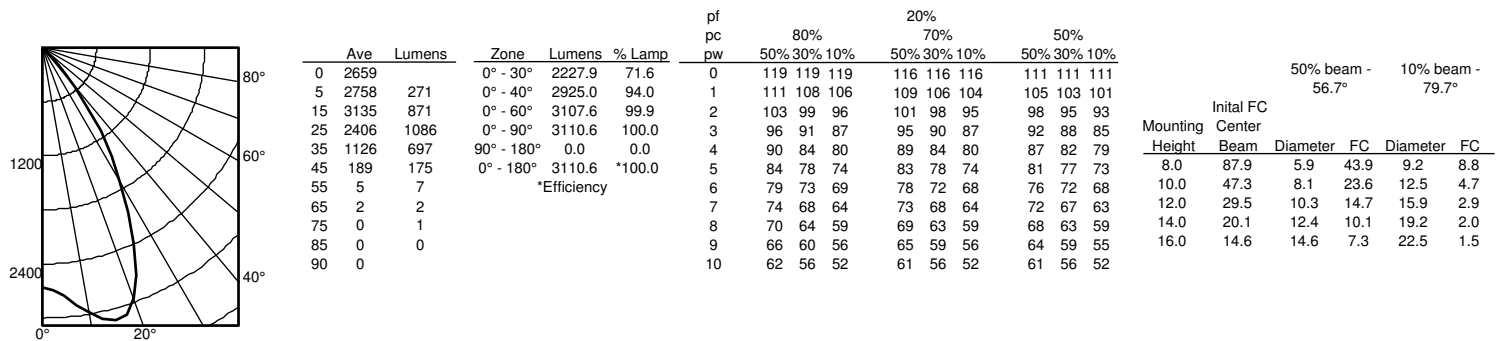 80°
60°
40°
1200
2400
0° 20°
Ave Lumens
0 2659
5 2758 271
15 3135 871
25 2406 1086
35 1126 697
45 189 175
55 5 7
65 2 2
75 0 1
85 0 0
90 0
Zone Lumens % Lamp
0° - 30° 2227.9 71.6
0° - 40° 2925.0 94.0
0° - 60° 3107.6 99.9
0° - 90° 3110.6 100.0
90° - 180° 0.0 0.0
0° - 180° 3110.6 *100.0
*Efficiency
pf 20%
pc 80% 70% 50%
pw 50% 30% 10% 50% 30% 10% 50% 30% 10%
0 119 119 119 116 116 116 111 111 111
1 111 108 106 109 106 104 105 103 101
2 103 99 96 101 98 95 98 95 93
3 96 91 87 95 90 87 92 88 85
4 90 84 80 89 84 80 87 82 79
5 84 78 74 83 78 74 81 77 73
6 79 73 69 78 72 68 76 72 68
7 74 68 64 73 68 64 72 67 63
8 70 64 59 69 63 59 68 63 59
9 66 60 56 65 59 56 64 59 55
10 62 56 52 61 56 52 61 56 52
50% beam - 10% beam -
56.7° 79.7°
Inital FC
Mounting Center
Height Beam Diameter FC Diameter FC
8.0 87.9 5.9 43.9 9.2 8.8
10.0 47.3 8.1 23.6 12.5 4.7
12.0 29.5 10.3 14.7 15.9 2.9
14.0 20.1 12.4 10.1 19.2 2.0
16.0 14.6 14.6 7.3 22.5 1.5